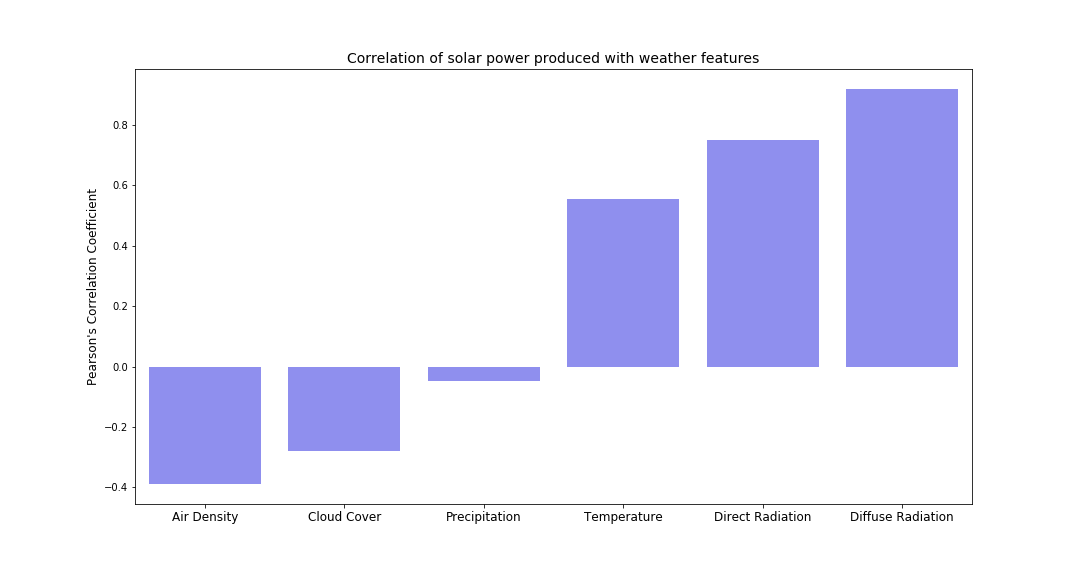 Correlation of solar power produced with weather features
Pearson's Correlation Coefficient
0.8
0.6
0.4
0.2
0.0
−0.2
−0.4
Air Density Cloud Cover Precipitation Temperature Direct Radiation Diffuse Radiation